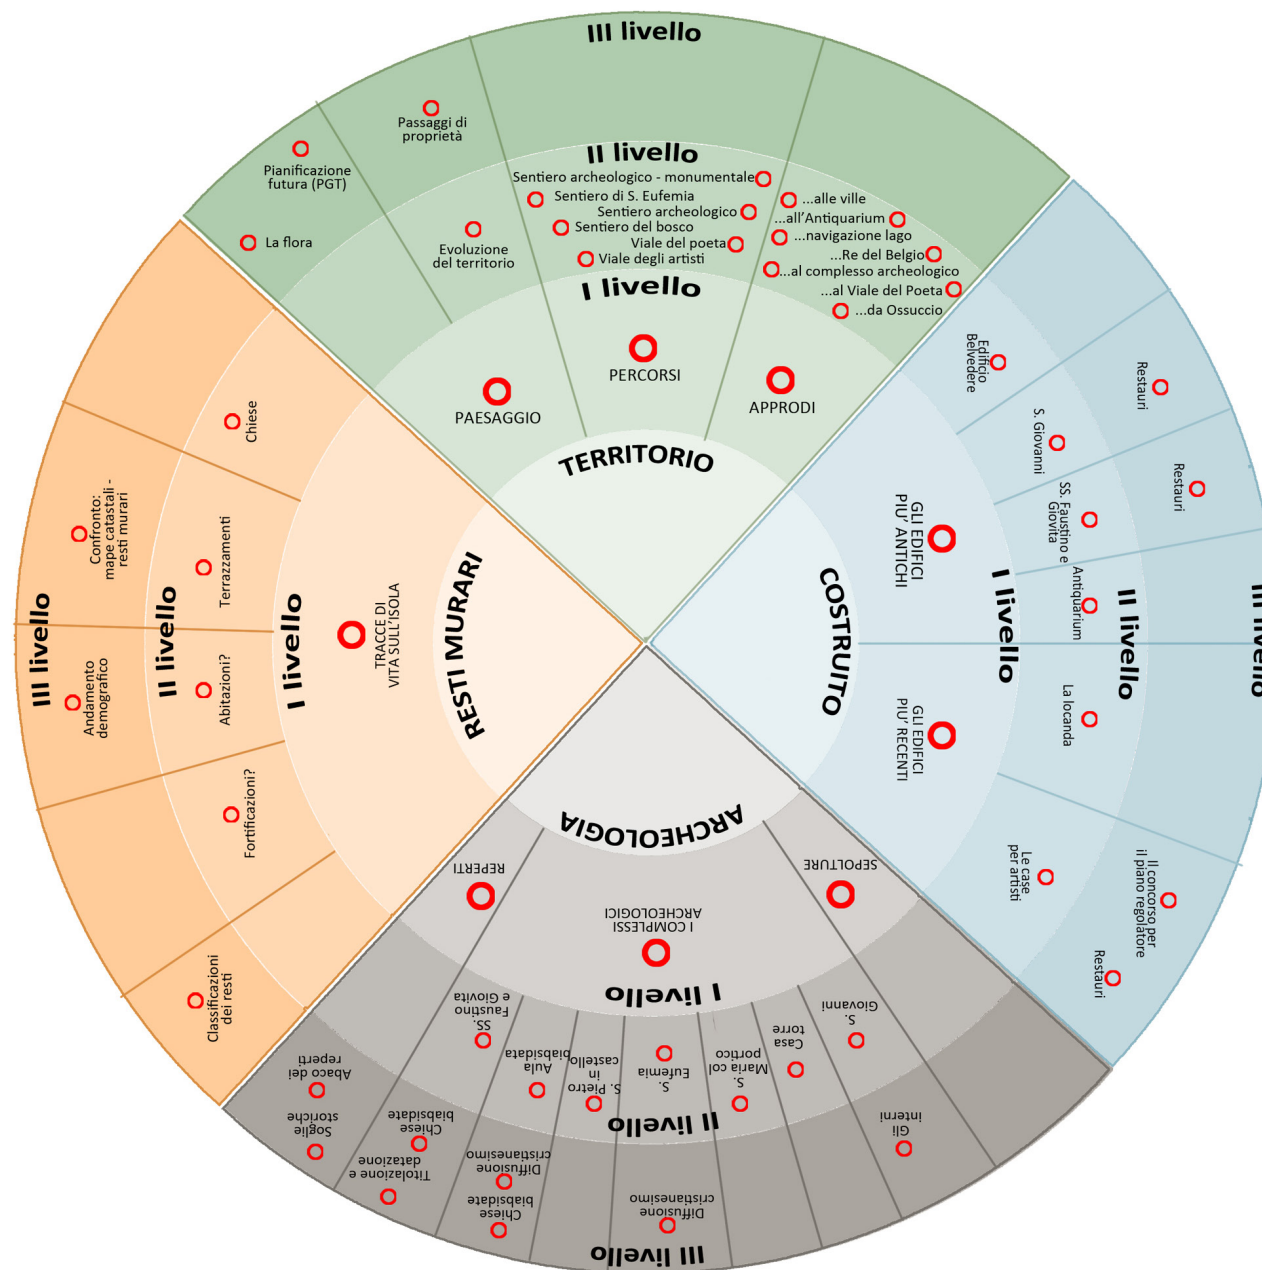 III livello
Passaggi di
proprietà
Pianificazione
futura (PGT)
La flora
II livello
Sentiero archeologico - monumentale
Sentiero di S. Eufemia
Sentiero archeologico
Sentiero del bosco
Viale del poeta
Viale degli artisti
Evoluzione
del territorio
...alle ville
...all'Antiquarium
...navigazione lago
...Re del Belgio
...al complesso archeologico
...al Viale del Poeta
...da Ossuccio
I livello
PERCORSI
PAESAGGIO
APPRODI
TERRITORIO
Edificio
Belvedere
Restauri
S. Giovanni
Restauri
SS. Faustino e
Giovita
Antiquarium
GLI EDIFICI
PIU' ANTICHI
COSTRUITO
I livello
II livello
III livello
La locanda
GLI EDIFICI
PIU' RECENTI
Le case
per artisti
Il concorso per
il piano regolatore
Restauri
ARCHEOLOGIA
SEPOLTURE
REPERTI
I COMPLESSI
ARCHEOLOGICI
I livello
S.
Giovanni
Casa
torre
S.
Maria col
portico
S.
Eufemia
S. Pietro
in
castello
Aula
biabsidata
SS.
Faustino
e Giovita
II livello
Gli
interni
Abaco dei
reperti
Soglie
storiche
Chiese
biabsidate
Titolazione e
datazione
Diffusione
cristianesimo
Chiese
biabsidate
Diffusione
cristianesimo
III livello
RESTI MURARI
TRACCE DI
VITA SULL'ISOLA
I livello
Chiese
Terrazzamenti
Abitazioni?
Fortificazioni?
II livello
Confronto:
mape catastali -
resti murari
Andamento
demografico
Classificazioni
dei resti
III livello